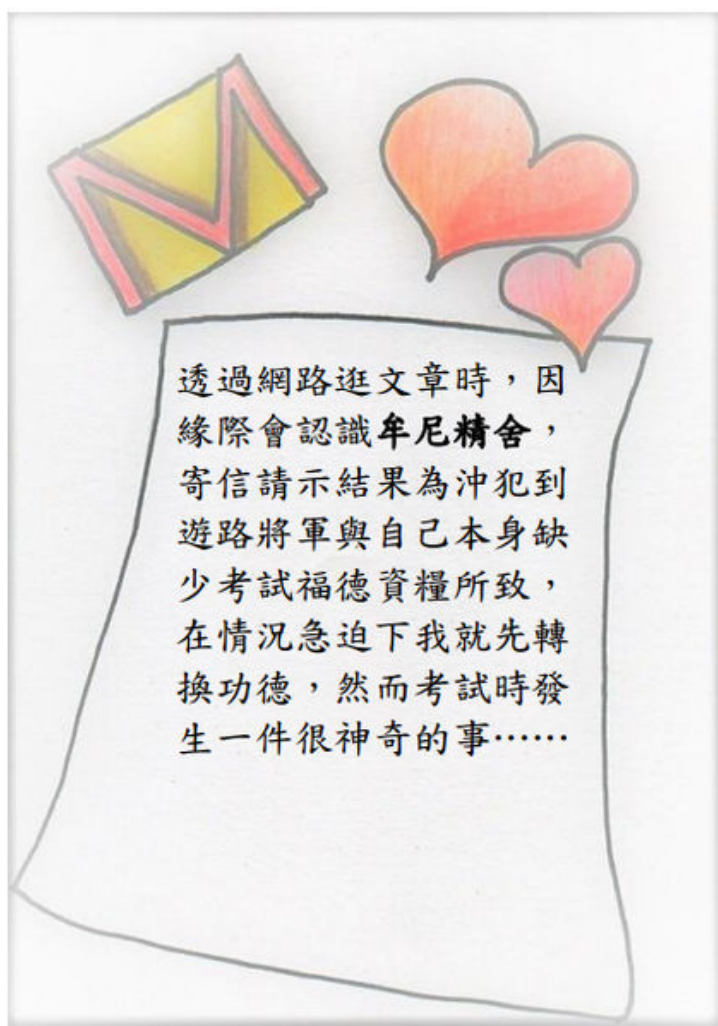 透過網路逛文章時，因
緣際會認識牟尼精舍，
寄信請示結果為沖犯到
遊路將軍與自己本身缺
少考試福德資糧所致，
在情況急迫下我就先轉
換功德，然而考試時發
生一件很神奇的事……